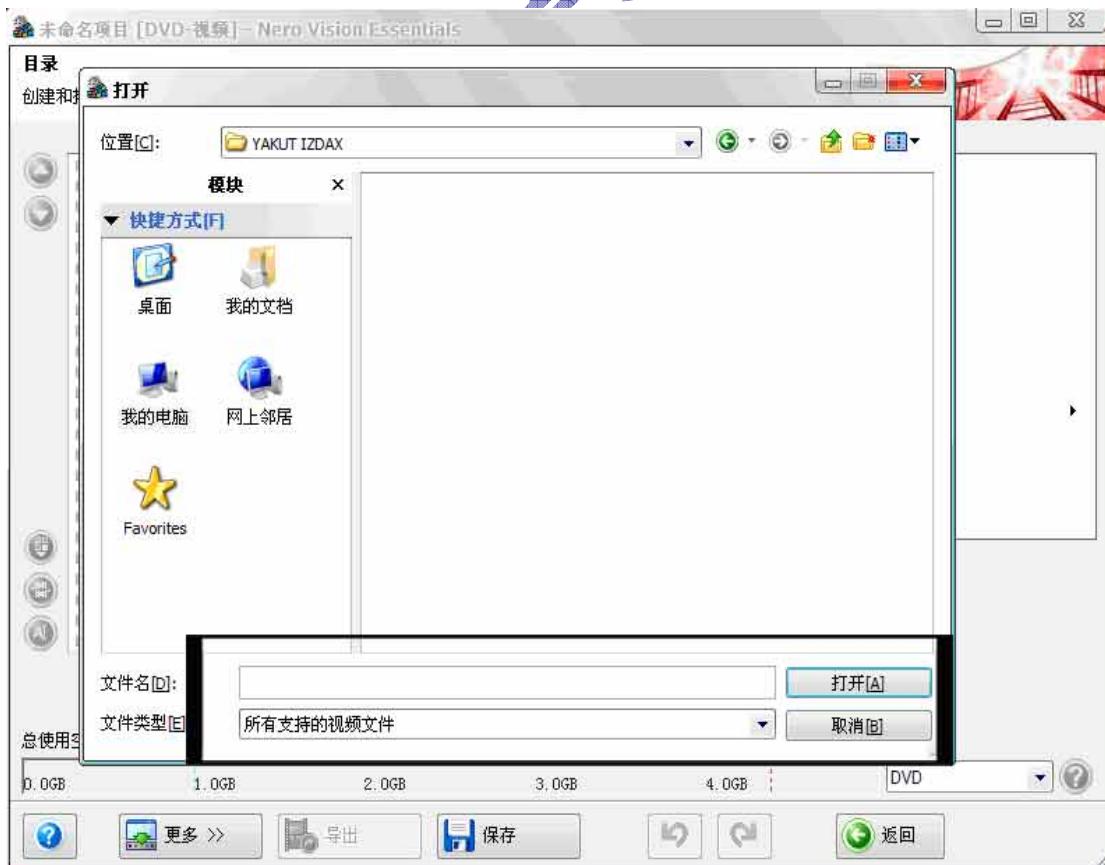 未命名项目 [DVD-视频] - Nero Vision Essentials
目录
创建和
打开
位置[C]:
YAKUT IZDAX
模块
快捷方式[F]
桌面
我的文档
我的电脑
网上邻居
Favorites
文件名[D]:
打开[A]
文件类型[E]
所有支持的视频文件
取消[B]
总使用空
0.0GB
1.0GB
2.0GB
3.0GB
4.0GB
DVD
更多 >>
导出
保存
返回